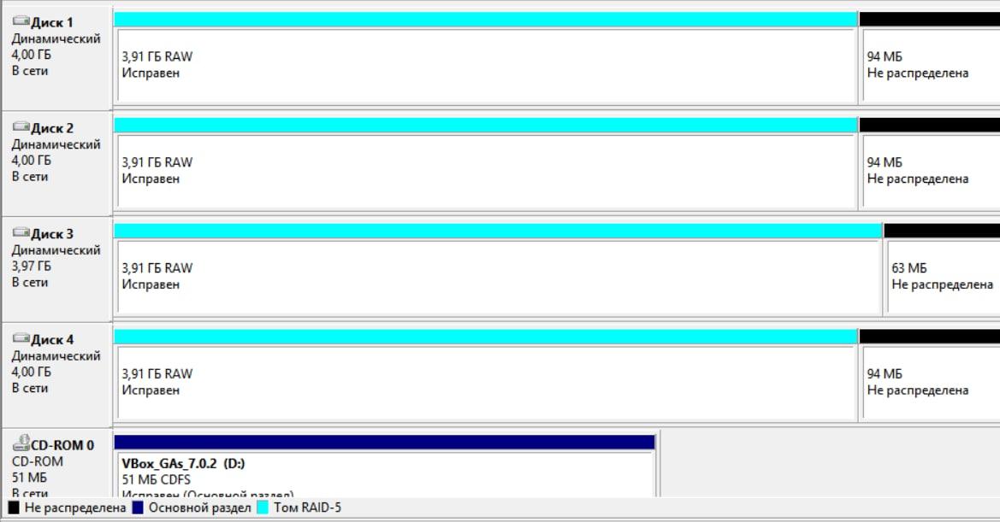 Диск 1
Динамический
4,00 ГБ
В сети
3,91 ГБ RAW
Исправен
94 МБ
Не распределена
Диск 2
Динамический
4,00 ГБ
В сети
3,91 ГБ RAW
Исправен
94 МБ
Не распределена
Диск 3
Динамический
3,97 ГБ
В сети
3,91 ГБ RAW
Исправен
63 МБ
Не распределена
Диск 4
Динамический
4,00 ГБ
В сети
3,91 ГБ RAW
Исправен
94 МБ
Не распределена
CD-ROM 0
CD-ROM
51 МБ
В сети
VBox_GAs_7.0.2 (D:)
51 МБ CDFS
Исправен (Основной раздел)
Не распределена Основной раздел Том RAID-5